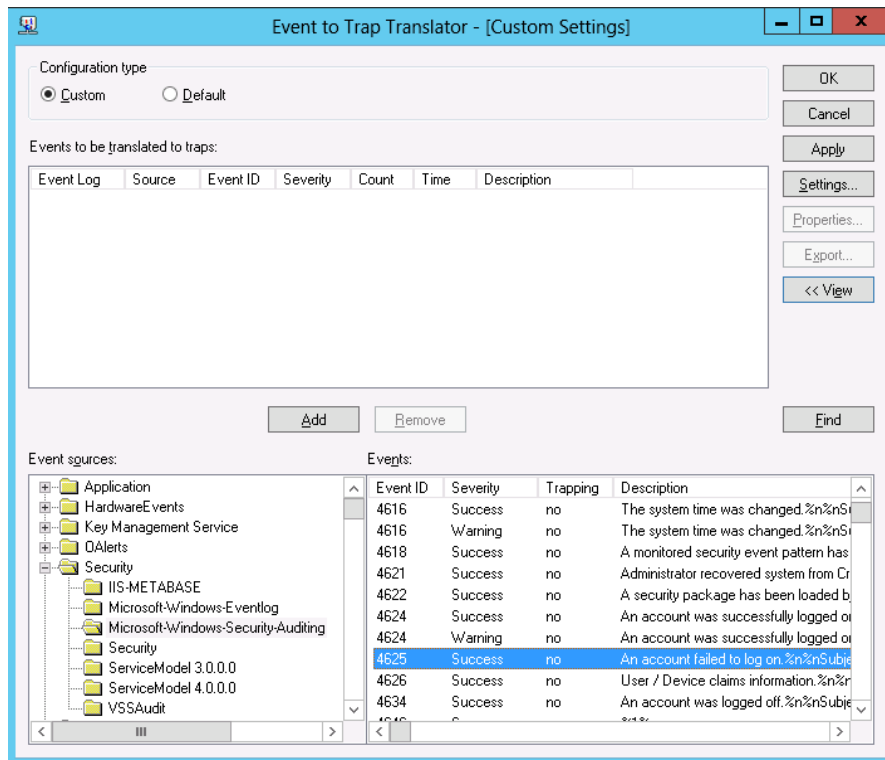 Event to Trap Translator - [Custom Settings]
Configuration type
Custom Default
OK
Cancel
Events to be translated to traps:
Apply
Event Log Source Event ID Severity Count Time Description
Settings...
Properties...
Export...
<< View
Add Remove Find
Event sources: Events:
Application
HardwareEvents
Key Management Service
OAlerts
Security
IIS-METABASE
Microsoft-Windows-Eventlog
Microsoft-Windows-Security-Auditing
Security
ServiceModel 3.0.0.0
ServiceModel 4.0.0.0
VSSAudit
Event ID Severity Trapping Description
4616 Success no The system time was changed.%n%nS
4616 Warning no The system time was changed.%n%nS
4618 Success no A monitored security event pattern has
4621 Success no Administrator recovered system from Cr
4622 Success no A security package has been loaded b
4624 Success no An account was successfully logged o
4624 Warning no An account was successfully logged o
4625 Success no An account failed to log on.%n%nSubje
4626 Success no User / Device claims information.%n%n
4634 Success no An account was logged off.%n%nSubje